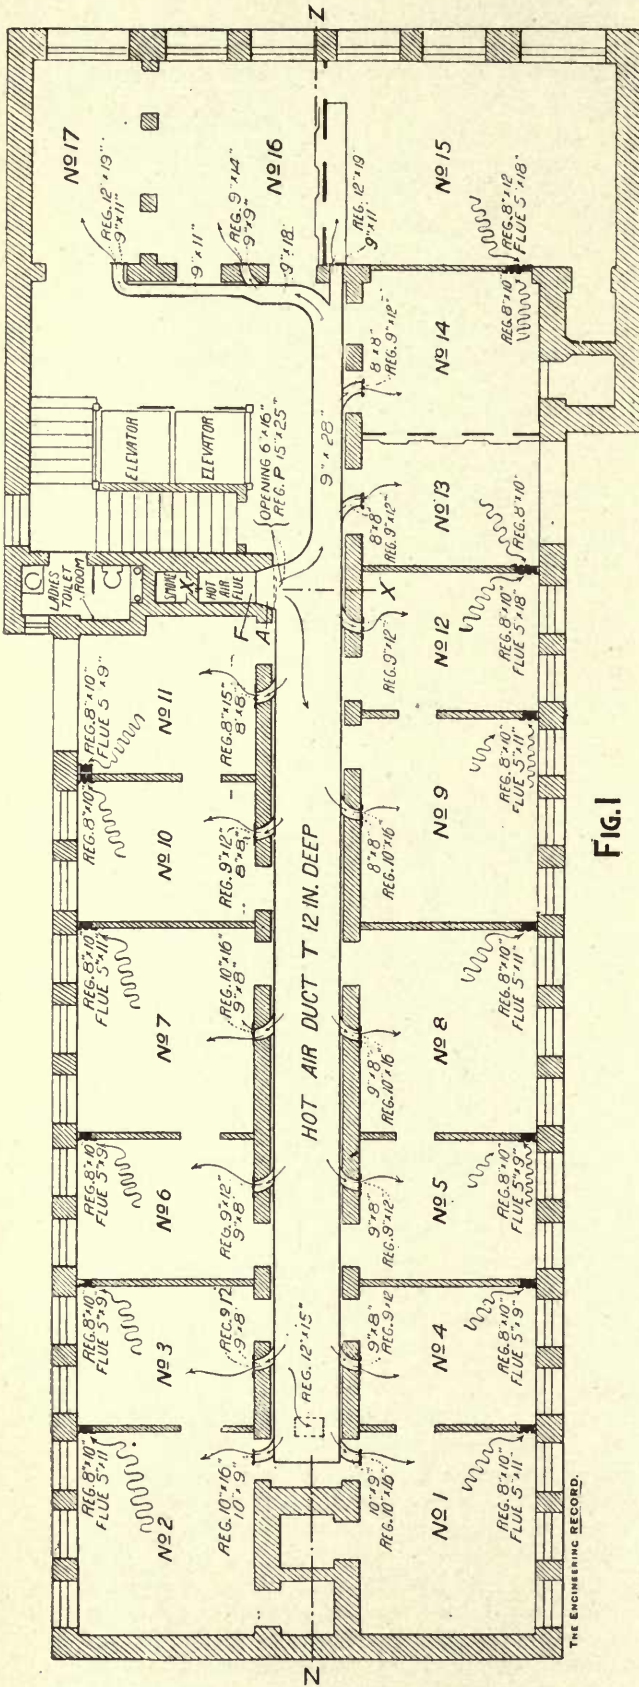 Nº 17
REG. 12"×19"
9"×11"
9"×11"
REG. 9"×14"
9"×9"
Nº 16
9"×18"
Z
REG. 12"×19
9"×11"
Nº 15
REG. 8"×12
FLUE 5"×18"
ELEVATOR
ELEVATOR
LADIES
TOILET
ROOM
SMOKE
X
HOT
AIR
FLUE
F
A
OPENING 6"×16"
REG. P 15"×25"
9"×28"
8"×8"
REG. 9"×12"
Nº 14
REG. 8"×10"
8"×8"
REG. 9"×12"
Nº 13
REG. 8"×10"
X
REG. 9"×12"
Nº 12
REG. 8"×10"
FLUE 5"×18"
REG. 8"×10"
FLUE 5"×9"
Nº 11
REG. 8"×15"
8"×8"
REG. 8"×10"
Nº 10
REG. 9"×12"
8"×8"
8"×8"
REG. 10"×16"
Nº 9
REG. 8"×10"
FLUE 5"×11"
REG. 8"×10"
FLUE 5"×11"
Nº 7
REG. 10"×16"
9"×8"
HOT AIR DUCT T 12 IN. DEEP
9"×8"
REG. 10"×16"
Nº 8
REG. 8"×10"
FLUE 5"×11"
REG. 8"×10
FLUE 5"×9"
Nº 6
REG. 9"×12"
9"×8"
9"×8"
REG. 9"×12"
Nº 5
REG. 8"×10"
FLUE 5"×9"
REG. 8"×10"
FLUE 5"×9"
Nº 3
9"×8"
REG. 12"×15"
9"×8"
REG. 9×12
Nº 4
REG. 8"×10"
FLUE 5"×9"
REG. 8"×10"
FLUE 5"×11
Nº 2
REG. 10"×16"
10"×9"
10"×9"
REG. 10"×16"
Nº 1
REG. 8"×10"
FLUE 5"×11"
Z
FIG. 1
THE ENGINEERING RECORD.